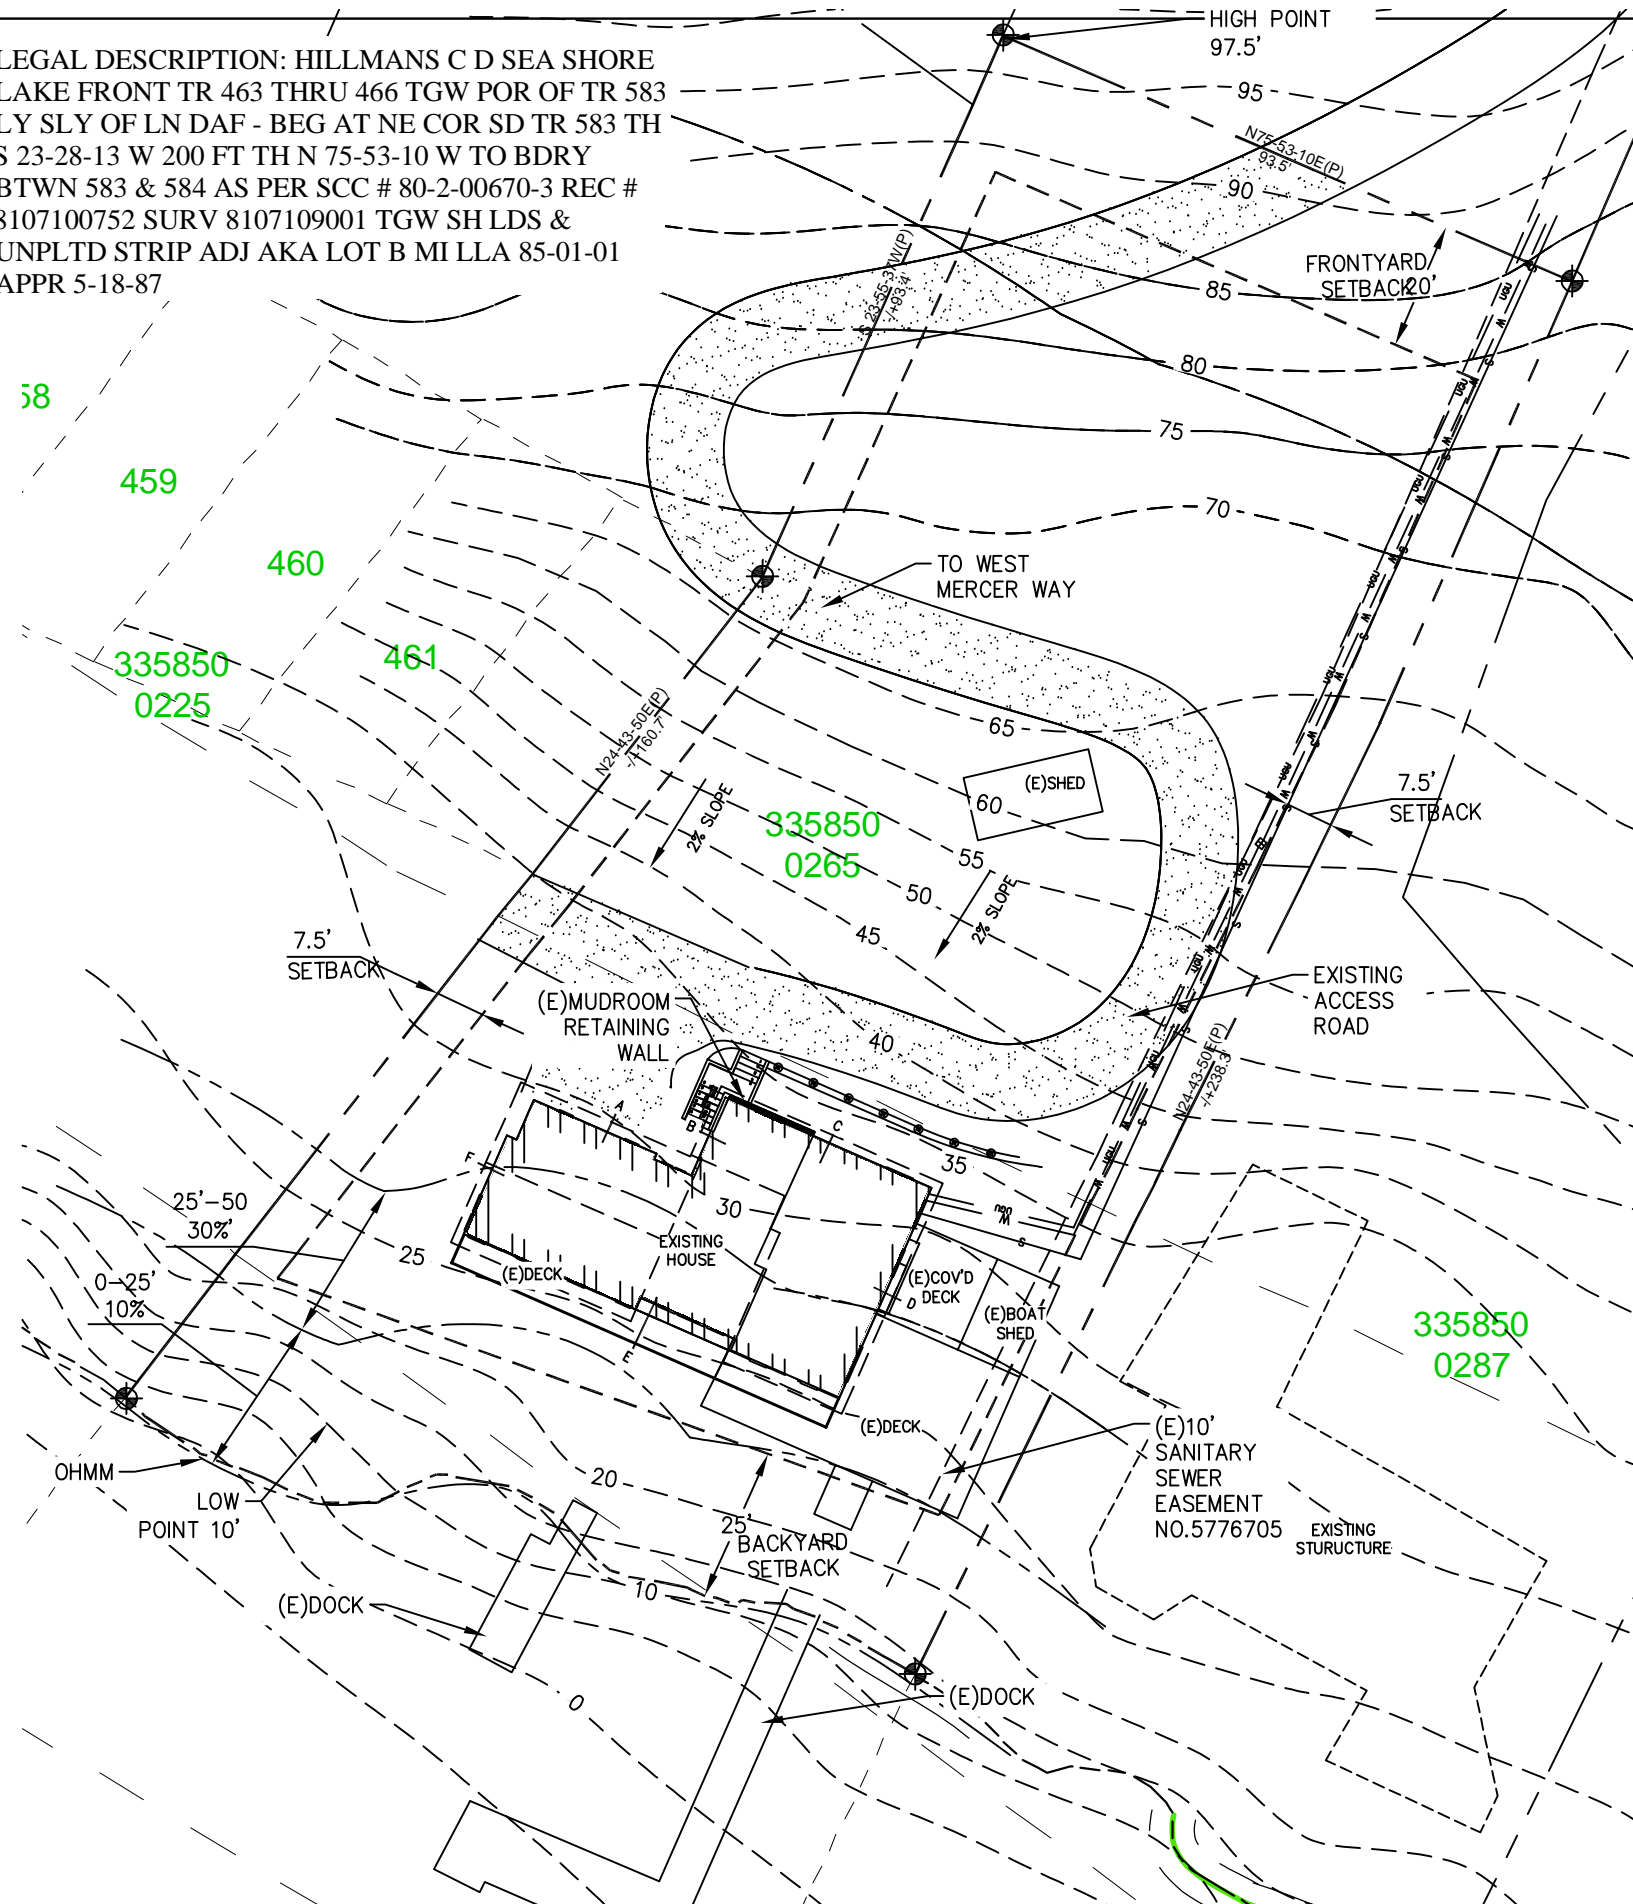 HIGH POINT
97.5'
LEGAL DESCRIPTION: HILLMANS C D SEA SHORE
LAKE FRONT TR 463 THRU 466 TGW POR OF TR 583
LY SLY OF LN DAF - BEG AT NE COR SD TR 583 TH
S 23-28-13 W 200 FT TH N 75-53-10 W TO BDRY
BTWN 583 & 584 AS PER SCC # 80-2-00670-3 REC #
8107100752 SURV 8107109001 TGW SH LDS &
UNPLTD STRIP ADJ AKA LOT B MI LLA 85-01-01
APPR 5-18-87
95
N75-53-10E(P)
93.5'
90
FRONTYARD
SETBACK 20'
85
80
75
70
58
459
460
461
335850
0225
TO WEST
MERCER WAY
N24-43-50E(P)
-/+160.7'
65
(E)SHED
60
7.5'
SETBACK
2% SLOPE
335850
0265
55
50
2% SLOPE
45
7.5'
SETBACK
(E)MUDROOM
RETAINING
WALL
EXISTING
ACCESS
ROAD
40
N24-43-50E(P)
-/+238.3'
A
B
C
F
35
30
25'-50
30%'
25
EXISTING
HOUSE
(E)DECK
(E)COV'D
DECK
D
(E)BOAT
SHED
0-25'
10%
E
335850
0287
(E)DECK
(E)10'
SANITARY
SEWER
EASEMENT
NO.5776705
EXISTING
STURUCTURE
OHMM
LOW
POINT 10'
20
25'
BACKYARD
SETBACK
10
(E)DOCK
0
(E)DOCK